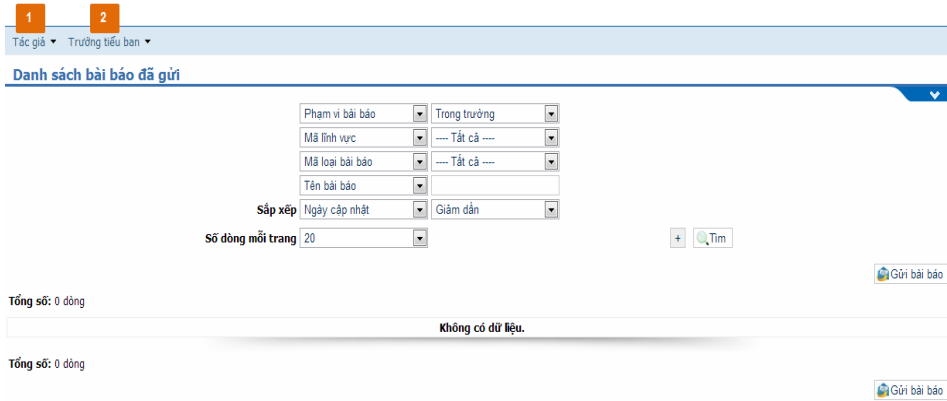 1 2
Tác giả Trưởng tiểu ban
Danh sách bài báo đã gửi
Phạm vi bài báo Trong trường
Mã lĩnh vực ---- Tất cả ----
Mã loại bài báo ---- Tất cả ----
Tên bài báo
Sắp xếp Ngày cập nhật Giảm dần
Số dòng mỗi trang 20 + Tìm
Gửi bài báo
Tổng số: 0 dòng
Không có dữ liệu.
Tổng số: 0 dòng
Gửi bài báo